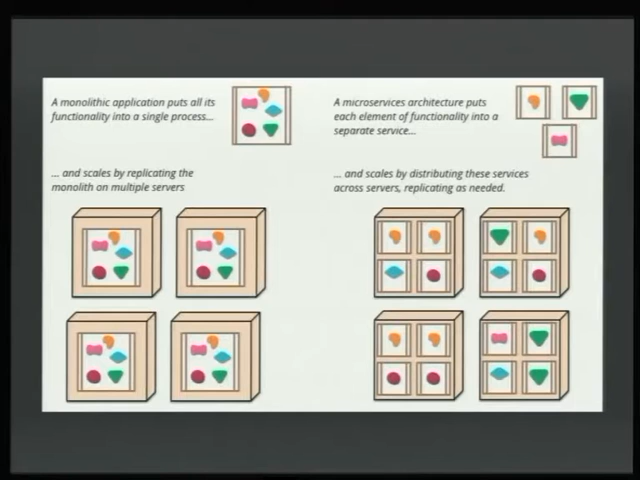 A monolithic application puts all its
functionality into a single process...
... and scales by replicating the
monolith on multiple servers
A microservices architecture puts
each element of functionality into a
separate service...
... and scales by distributing these services
across servers, replicating as needed.